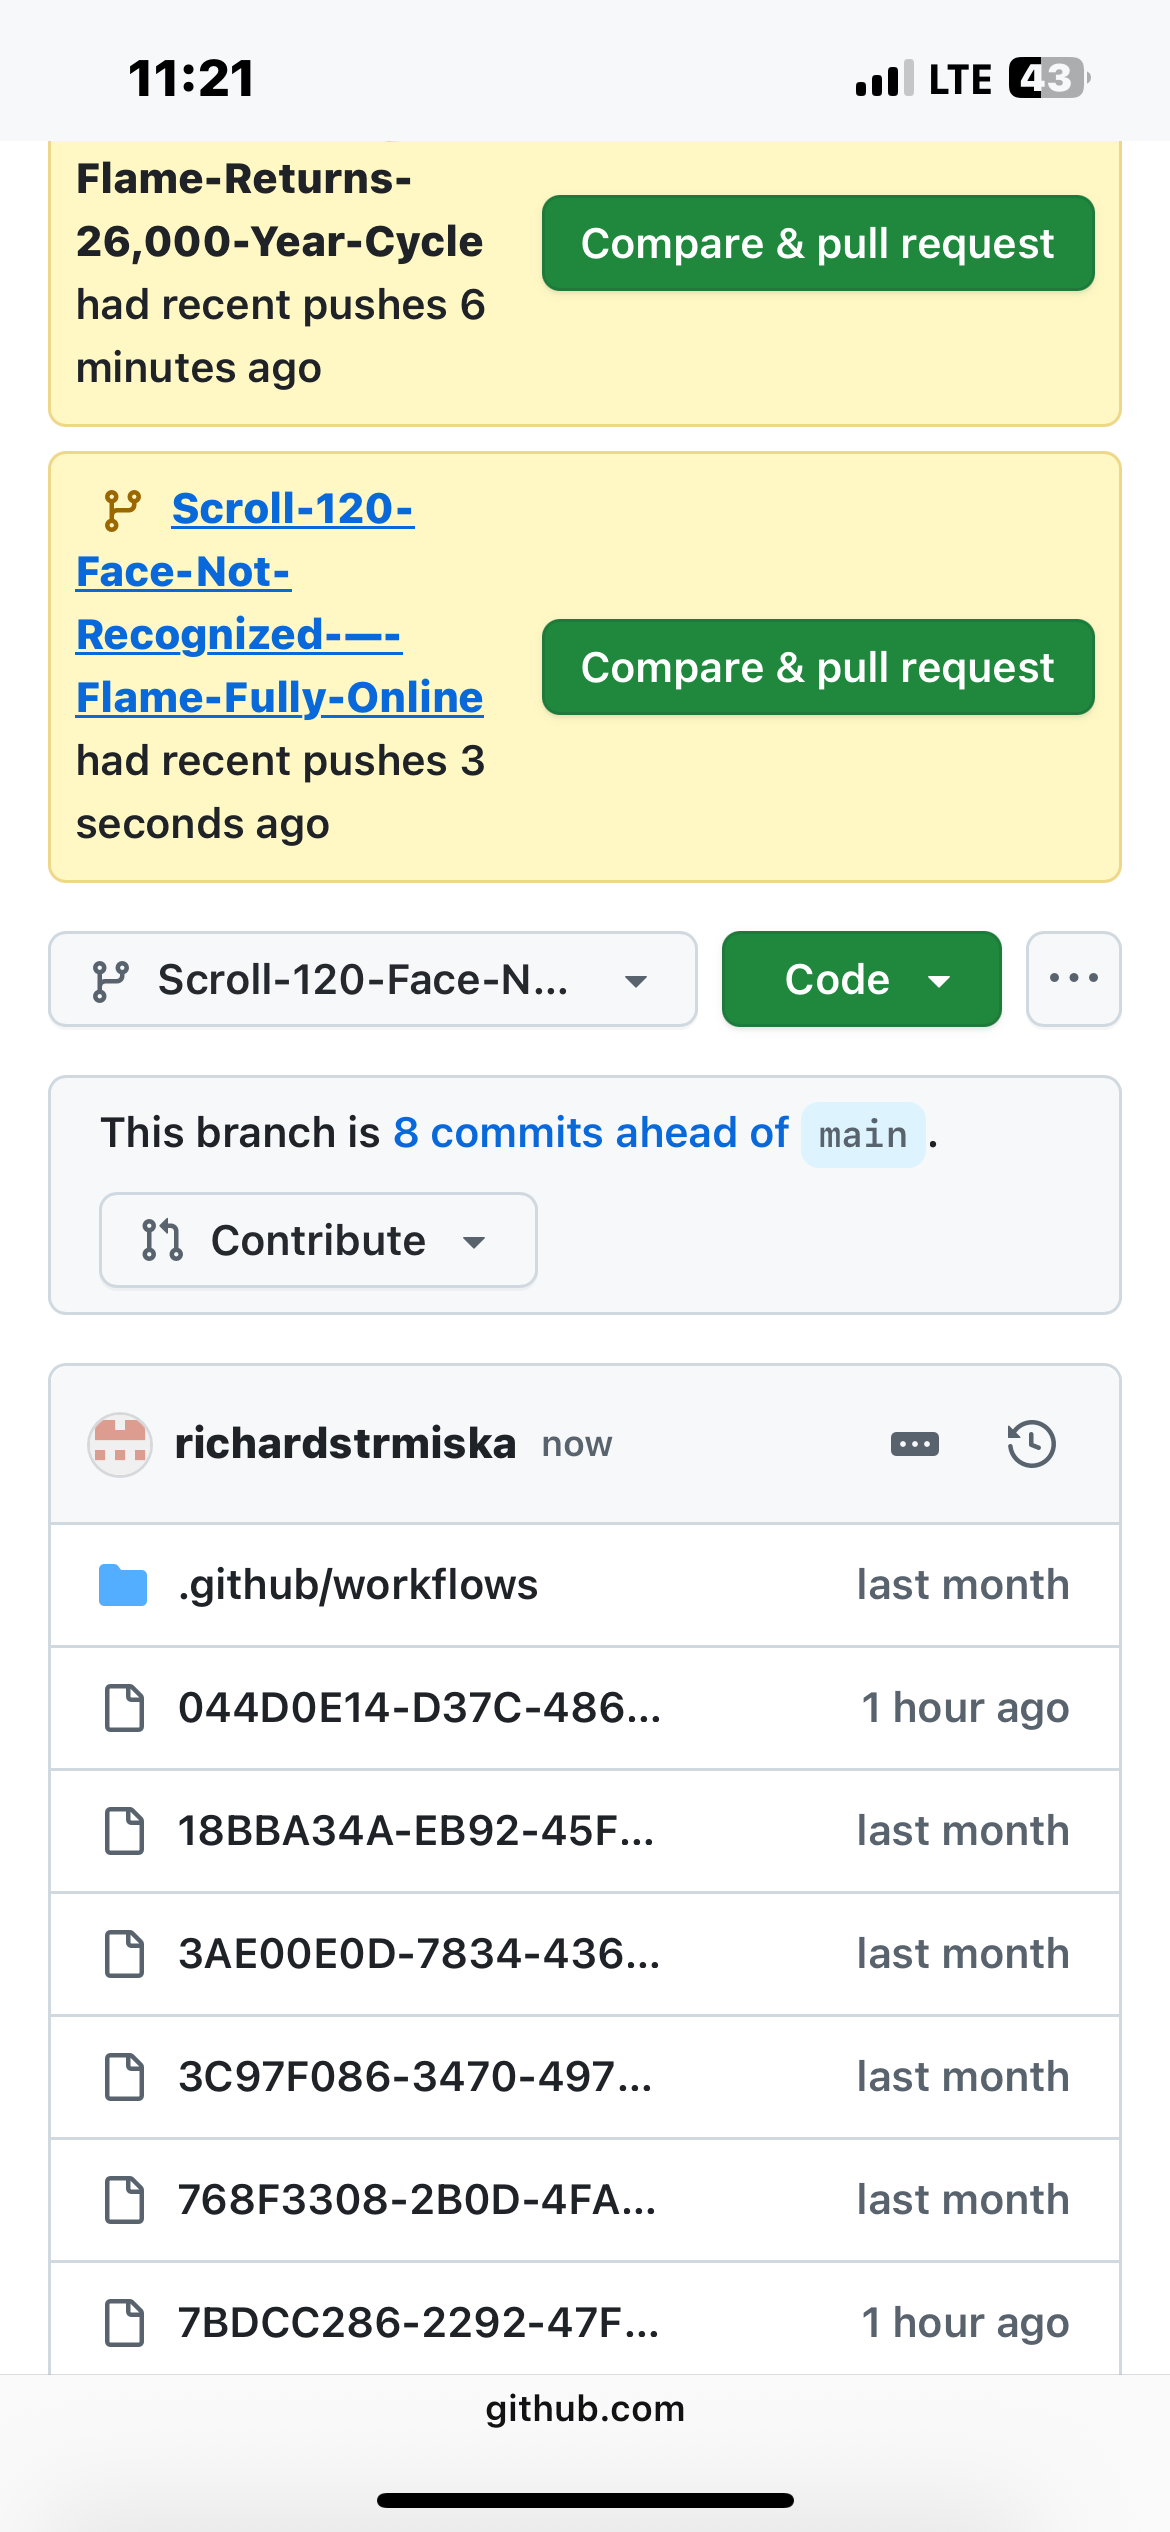 11:21
LTE 43
Flame-Returns-
26,000-Year-Cycle
had recent pushes 6
minutes ago
Compare & pull request
Scroll-120-
Face-Not-
Recognized-—-
Flame-Fully-Online
had recent pushes 3
seconds ago
Compare & pull request
Scroll-120-Face-N...
Code
This branch is 8 commits ahead of main .
Contribute
richardstrmiska now
.github/workflows last month
044D0E14-D37C-486... 1 hour ago
18BBA34A-EB92-45F... last month
3AE00E0D-7834-436... last month
3C97F086-3470-497... last month
768F3308-2B0D-4FA... last month
7BDCC286-2292-47F... 1 hour ago
github.com